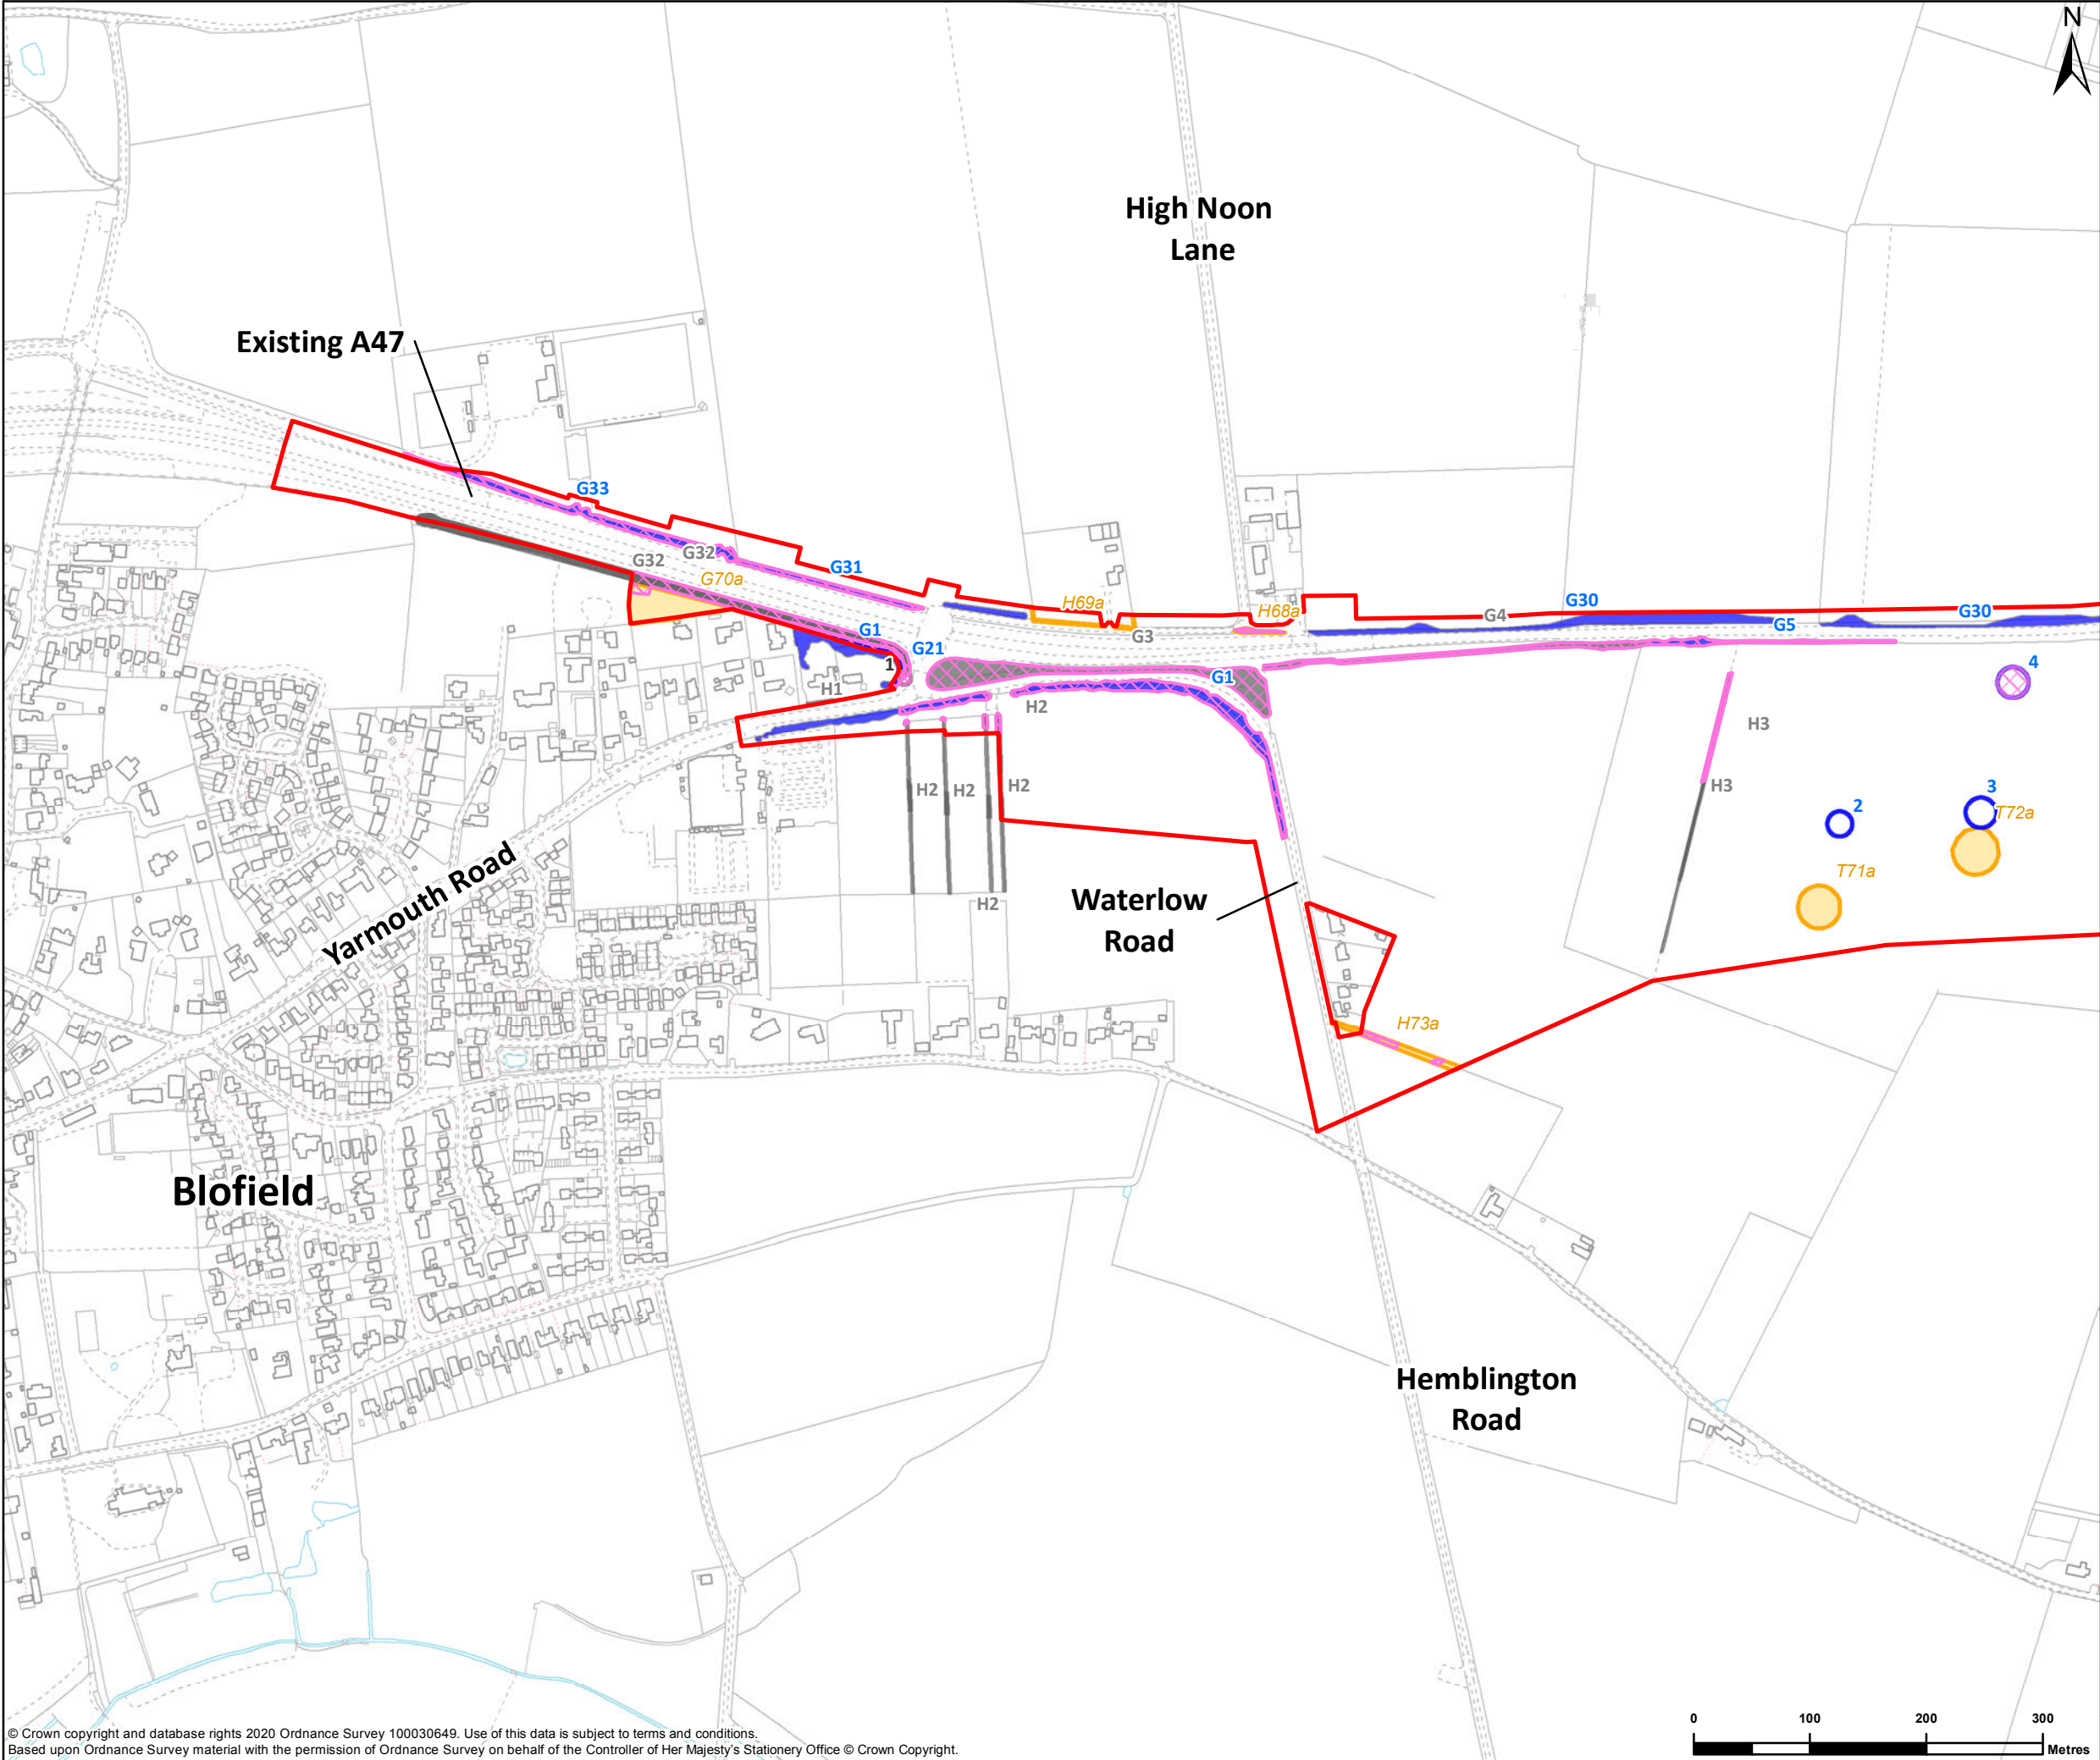 N
High Noon
Lane
Existing A47
G33
G32
G32
G70a
G31
H69a
H68a
G3
G4
G30
G5
G30
G1
G21
1
H1
G1
H2
4
H3
H3
H2
H2
H2
2
3
T72a
T71a
H2
Yarmouth Road
Waterlow
Road
H73a
Blofield
Hemblington
Road
0 100 200 300
Metres
© Crown copyright and database rights 2020 Ordnance Survey 100030649. Use of this data is subject to terms and conditions.
Based upon Ordnance Survey material with the permission of Ordnance Survey on behalf of the Controller of Her Majesty's Stationery Office © Crown Copyright.